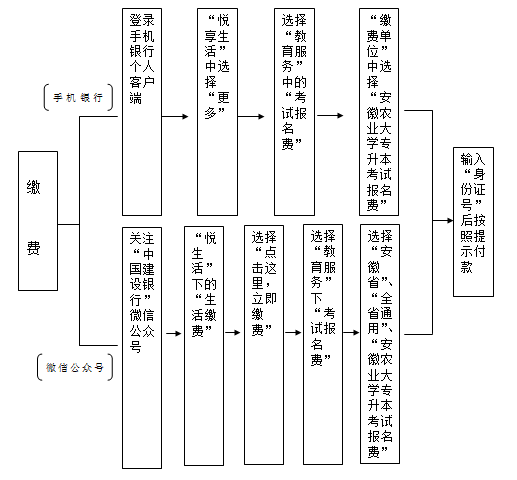 缴
费
手机银行
登录
手机
银行
个人
客户
端
“悦
享生
活”
中选
择
“更
多”
选择
“教
育服
务”
中的
“考
试报
名
费”
“缴
费单
位”
中选
择
“安
徽农
业大
学专
升本
考试
报名
费”
微信公众号
关注
“中
国建
设银
行”
微信
公众
号
“悦
生
活”
下的
“生
活缴
费”
选择
“点
击这
里，
立即
缴
费”
选择
“教
育服
务”
下
“考
试报
名
费”
选择
“安
徽
省”、
“全
省通
用”、
“安
徽农
业大
学专
升本
考试
报名
费”
输入
“身
份证
号”
后按
照提
示付
款